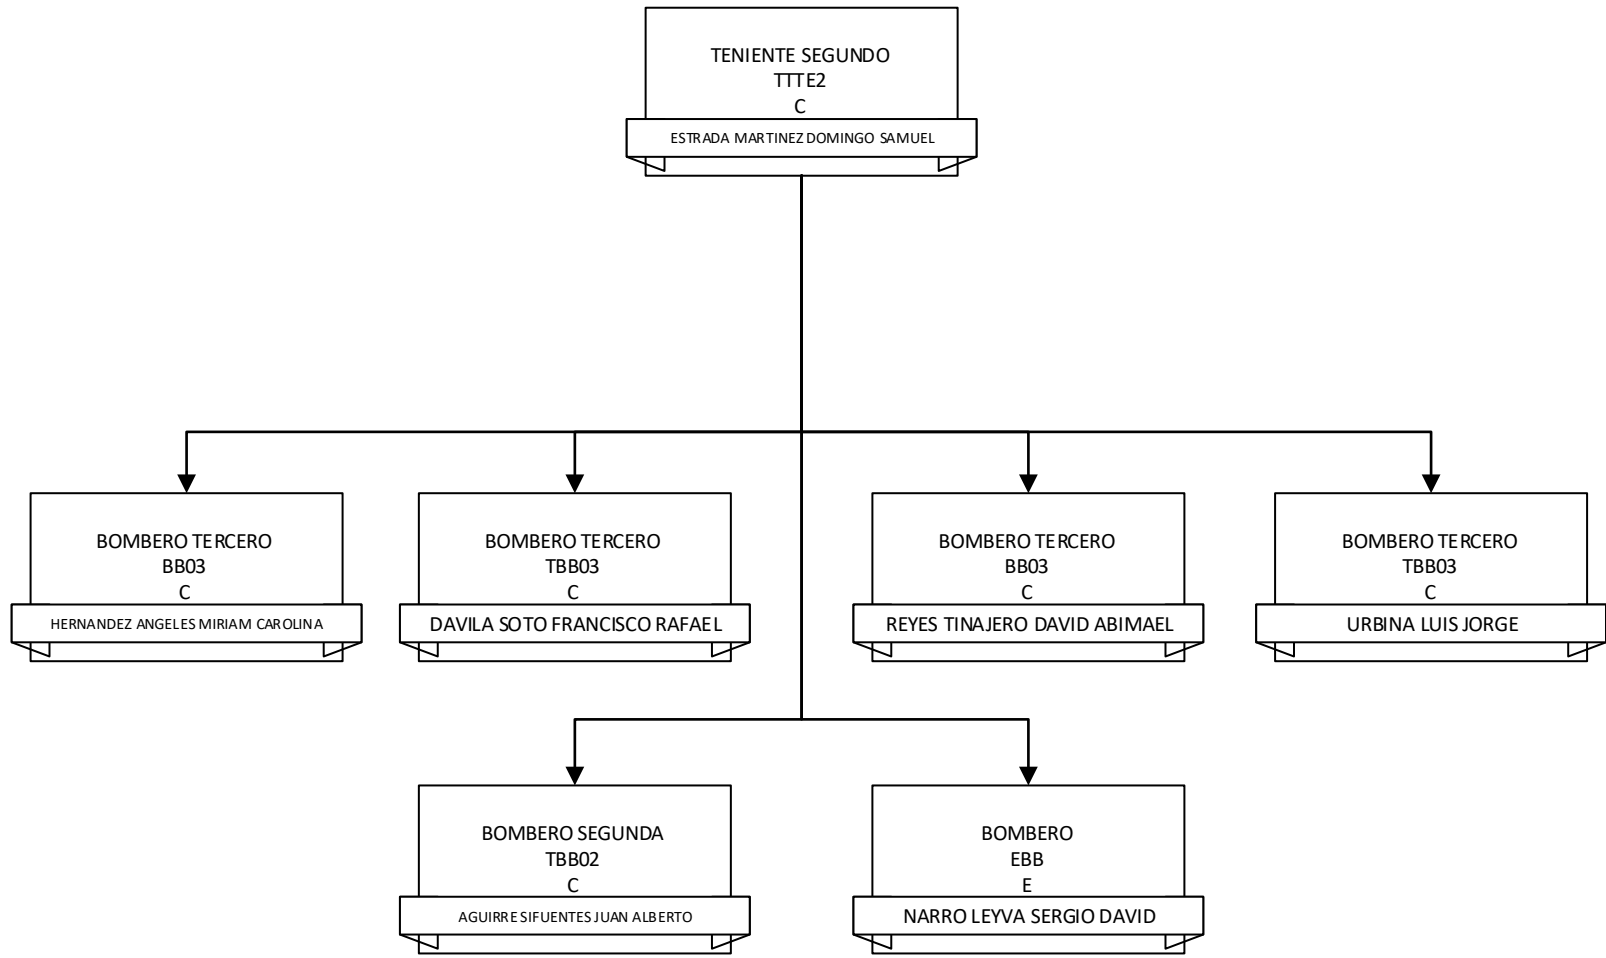 TENIENTE SEGUNDO
TTTE2
C
ESTRADA MARTINEZ DOMINGO SAMUEL
BOMBERO TERCERO
BB03
C
HERNANDEZ ANGELES MIRIAM CAROLINA
BOMBERO TERCERO
TBB03
C
DAVILA SOTO FRANCISCO RAFAEL
BOMBERO TERCERO
BB03
C
REYES TINAJERO DAVID ABIMAEL
BOMBERO TERCERO
TBB03
C
URBINA LUIS JORGE
BOMBERO SEGUNDA
TBB02
C
AGUIRRE SIFUENTES JUAN ALBERTO
BOMBERO
EBB
E
NARRO LEYVA SERGIO DAVID